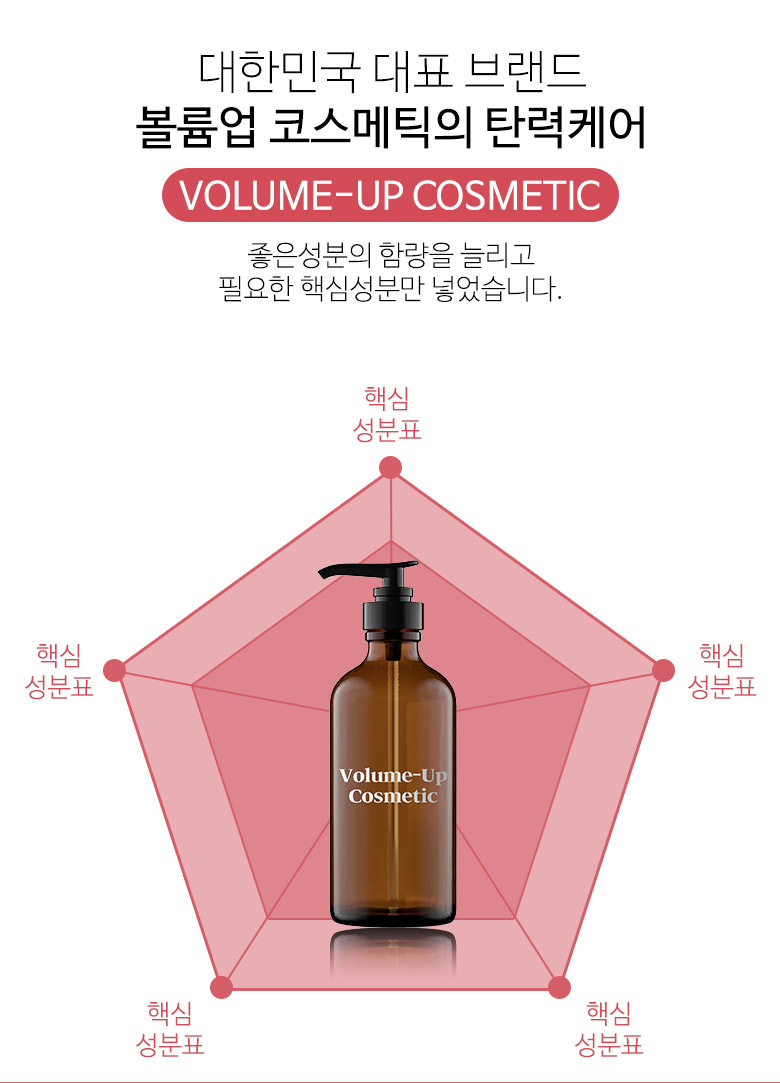 대한민국 대표 브랜드
볼륨업 코스메틱의 탄력케어
VOLUME-UP COSMETIC
좋은성분의 함량을 늘리고
필요한 핵심성분만 넣었습니다.
핵심
성분표
핵심
성분표
핵심
성분표
Volume-Up
Cosmetic
핵심
성분표
핵심
성분표